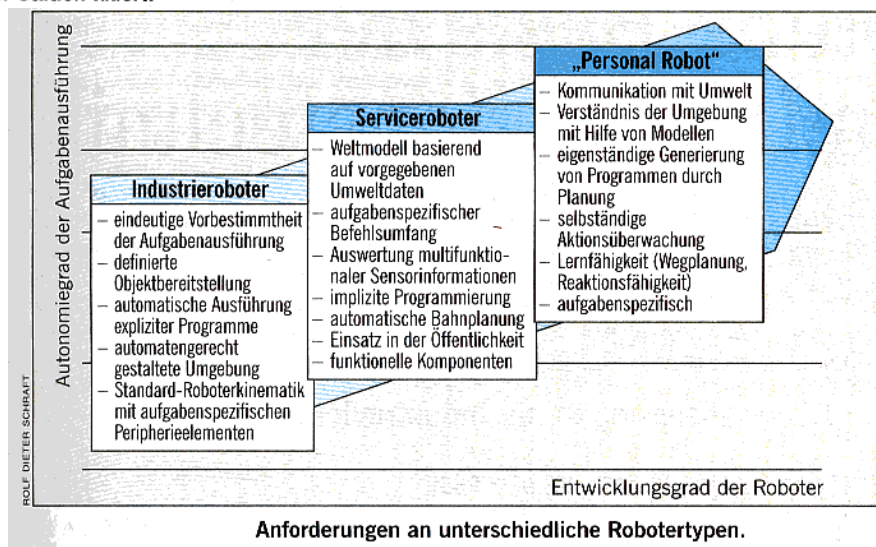 Autonomiegrad der Aufgabenausführung
ROLF DIETER SCHRAFT
Industrieroboter
– eindeutige Vorbestimmtheit
der Aufgabenausführung
– definierte
Objektbereitstellung
– automatische Ausführung
expliziter Programme
– automatengerecht
gestaltete Umgebung
– Standard-Roboterkinematik
mit aufgabenspezifischen
Peripherieelementen
Serviceroboter
– Weltmodell basierend
auf vorgegebenen
Umweltdaten
– aufgabenspezifischer
Befehlsumfang
– Auswertung multifunktio-
naler Sensorinformationen
– implizite Programmierung
– automatische Bahnplanung
– Einsatz in der Öffentlichkeit
– funktionelle Komponenten
„Personal Robot“
– Kommunikation mit Umwelt
– Verständnis der Umgebung
mit Hilfe von Modellen
– eigenständige Generierung
von Programmen durch
Planung
– selbständige
Aktionsüberwachung
– Lernfähigkeit (Wegplanung,
Reaktionsfähigkeit)
– aufgabenspezifisch
Entwicklungsgrad der Roboter
Anforderungen an unterschiedliche Robotertypen.